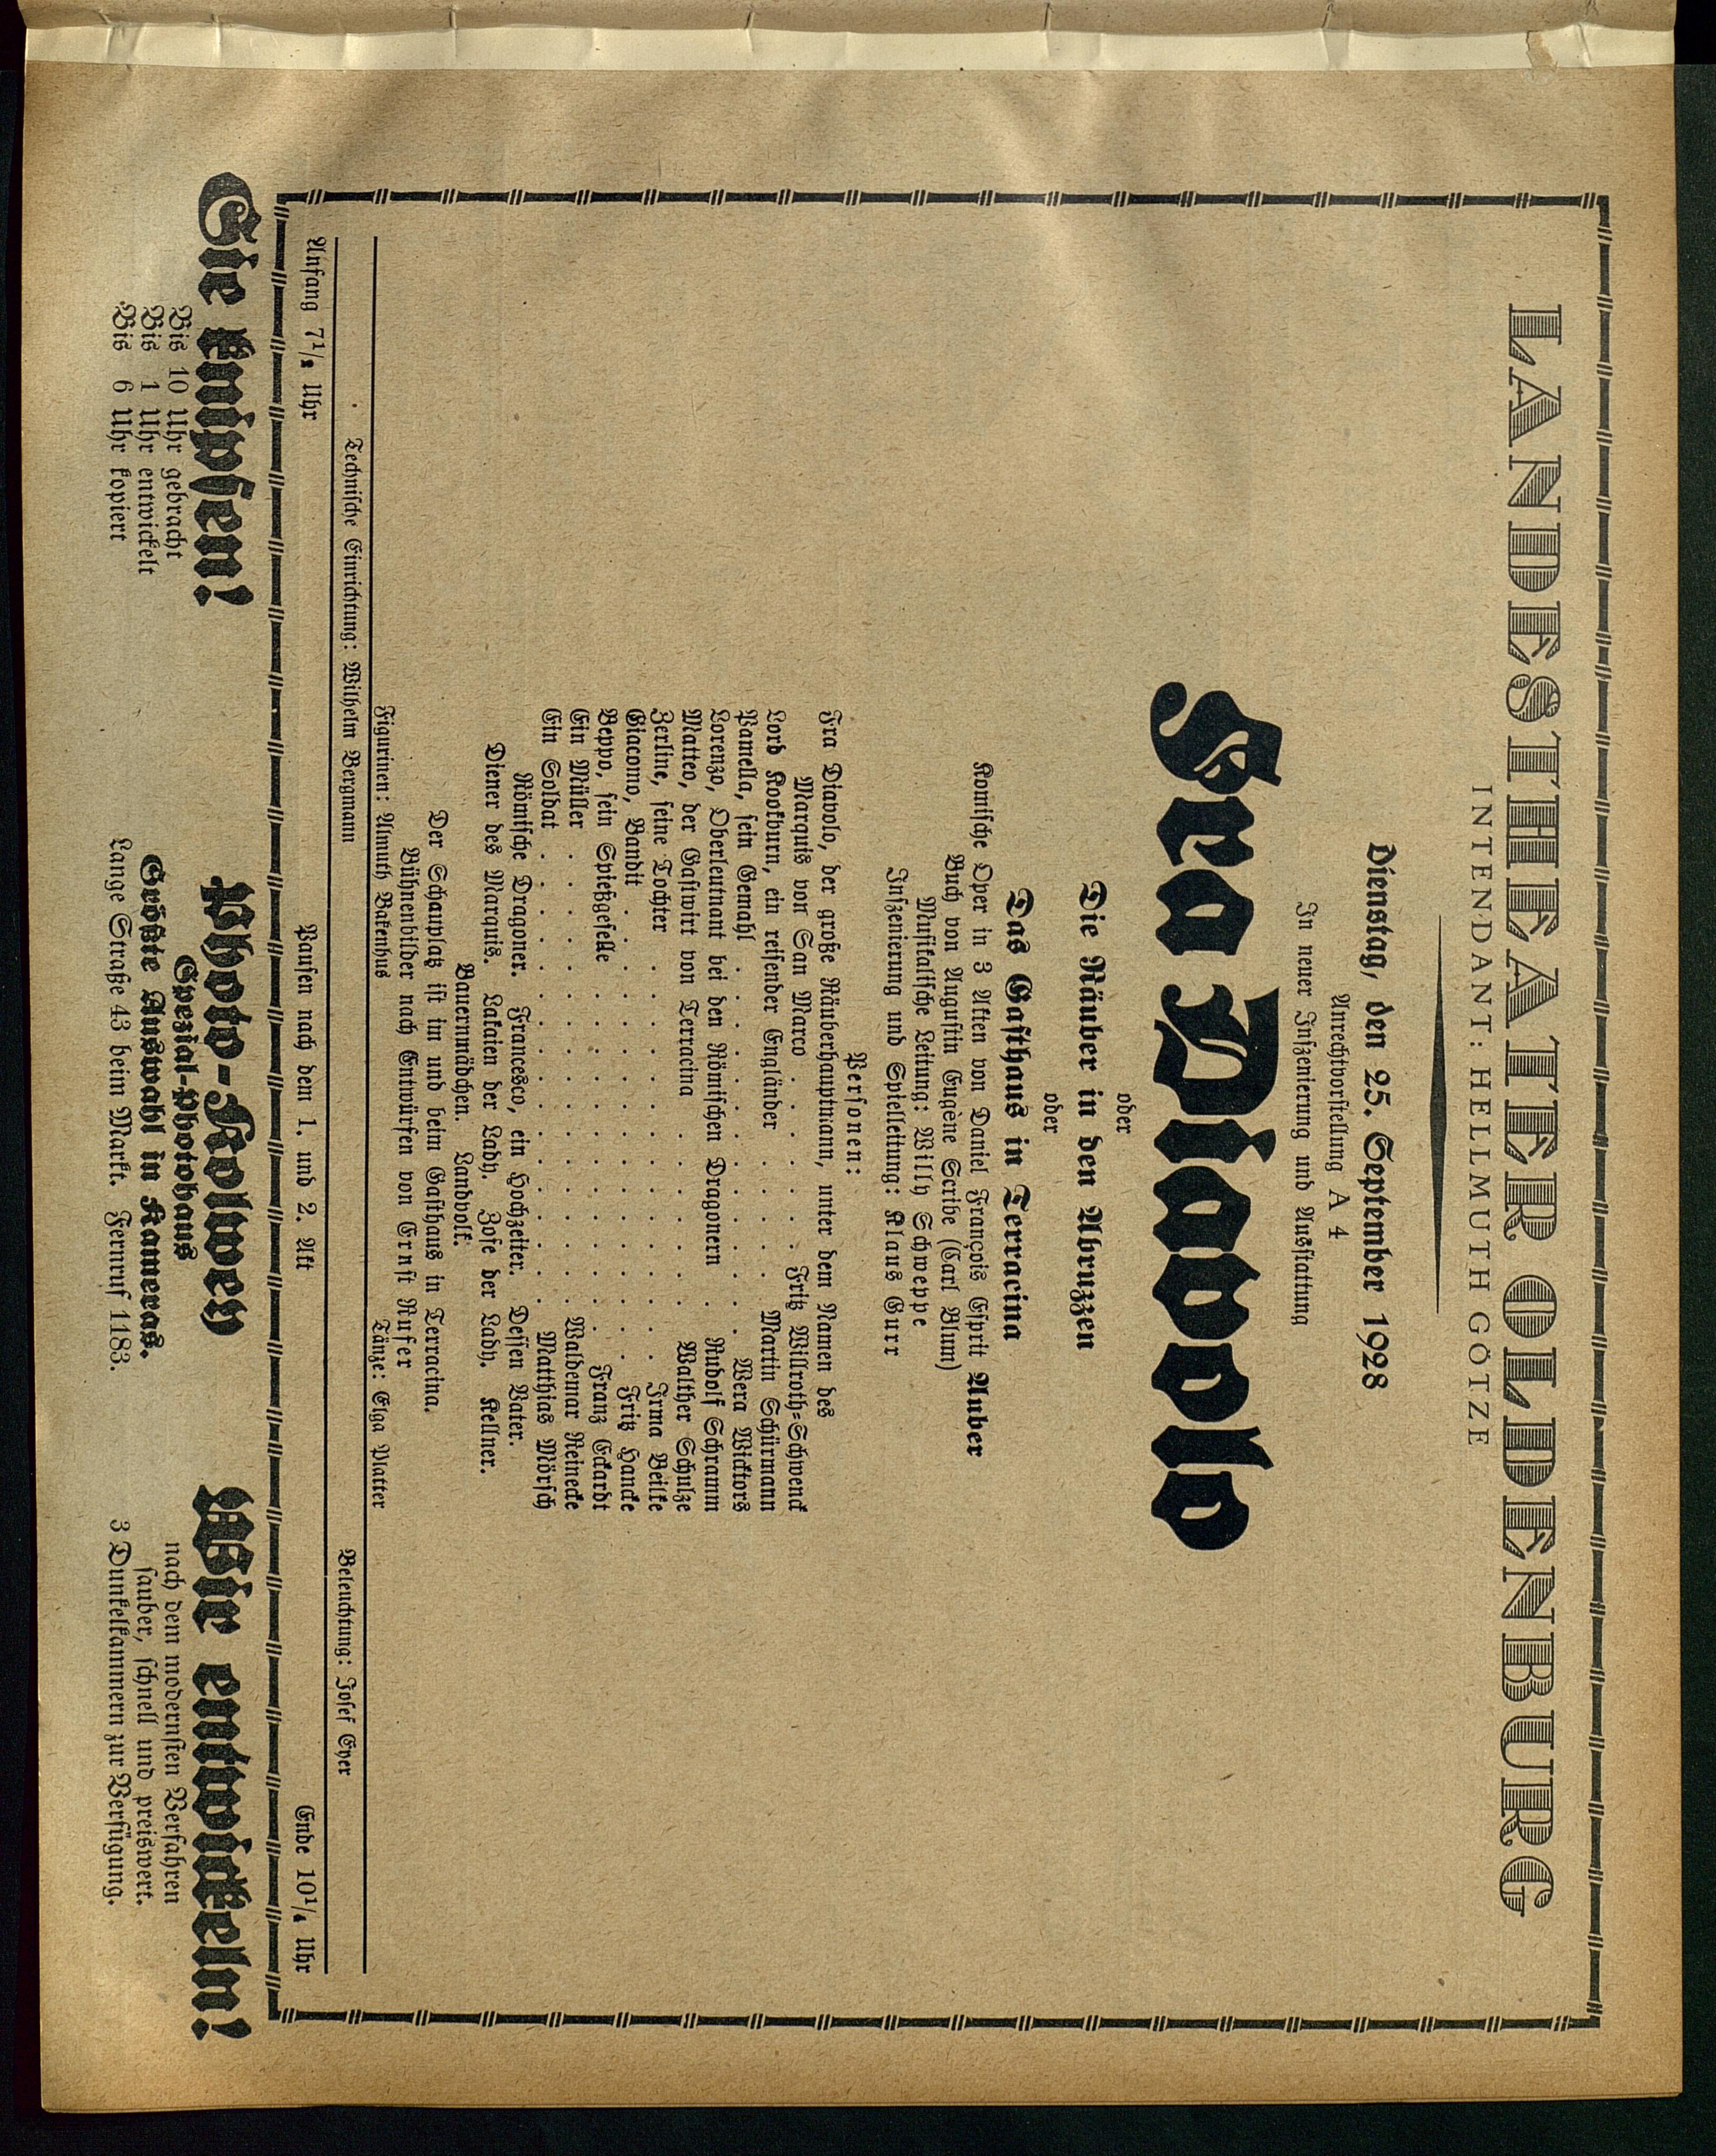 LANDESTHEATER OLDENBURG
INTENDANT: HELLMUTH GÖTZE
Dienstag, den 25. September 1928
Anrechtvorstellung A 4
In neuer Inszenierung und Ausstattung
Fra Diavolo
oder
Die Räuber in den Abruzzen
oder
Das Gasthaus in Terracina
Komische Oper in 3 Akten von Daniel François Esprit Auber
Buch von Augustin Eugène Scribe (Carl Blum)
Musikalische Leitung: Willy Schweppe
Inszenierung und Spielleitung: Klaus Gurr
Personen:
Fra Diavolo, der große Räuberhauptmann, unter dem Namen des
Marquis von San Marco . . . . . . . Fritz Willroth=Schwenck
Lord Kookburn, ein reisender Engländer . . . . . Martin Schürmann
Pamella, sein Gemahl . . . . . . . . . Wera Wicktors
Lorenzo, Oberleutnant bei den Römischen Dragonern . . Rudolf Schramm
Matteo, der Gastwirt von Terracina . . . . . . Walther Schulze
Zerline, seine Tochter . . . . . . . . . Irma Beilke
Giacomo, Bandit . . . . . . . . . . Fritz Hancke
Beppo, sein Spießgeselle . . . . . . . . Franz Eckardt
Ein Müller . . . . . . . . . . . Waldemar Reinecke
Ein Soldat . . . . . . . . . . . Matthias Mörsch
Römische Dragoner. Francesco, ein Hochzeiter. Dessen Vater.
Diener des Marquis. Lakaien der Lady. Zofe der Lady. Kellner.
Bauernmädchen. Landvolk.
Der Schauplatz ist im und beim Gasthaus in Terracina.
Bühnenbilder nach Entwürfen von Ernst Rufer
Figurinen: Almuth Bakenhus Tänze: Elga Platter
Technische Einrichtung: Wilhelm Bergmann Beleuchtung: Josef Eyer
Anfang 7¹/₂ Uhr Pausen nach dem 1. und 2. Akt Ende 10¹/₄ Uhr
Sie knipsen!
Bis 10 Uhr gebracht
Bis 1 Uhr entwickelt
Bis 6 Uhr kopiert
Photo-Kolwey
Spezial-Photohaus
Größte Auswahl in Kameras.
Lange Straße 43 beim Markt. Fernruf 1183.
Wir entwickeln!
nach dem modernsten Verfahren
sauber, schnell und preiswert.
3 Dunkelkammern zur Verfügung.